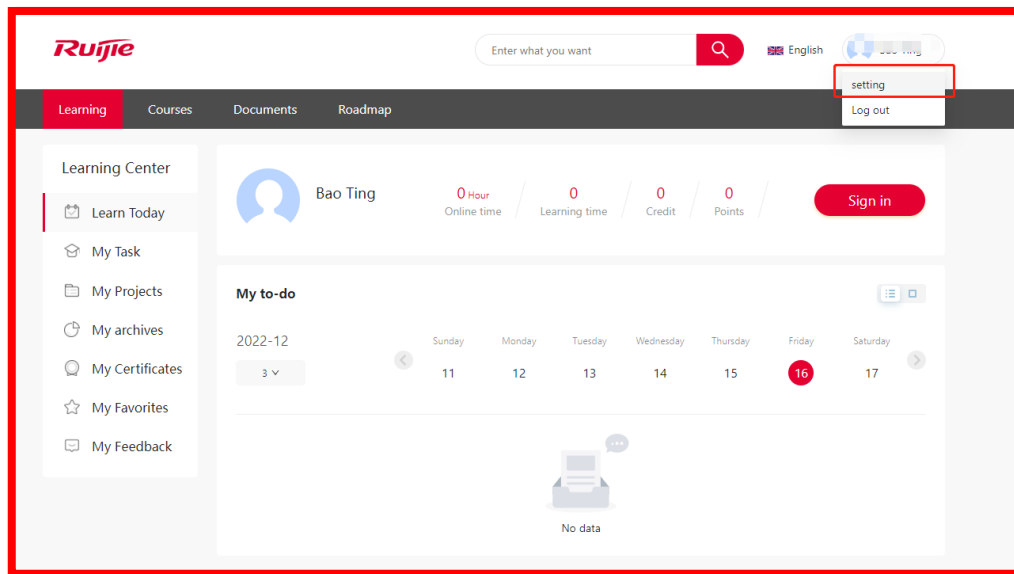 Ruijie
Enter what you want
English
setting
Log out
Learning Courses Documents Roadmap
Learning Center
Learn Today
My Task
My Projects
My archives
My Certificates
My Favorites
My Feedback
Bao Ting
0 Hour
Online time
0
Learning time
0
Credit
0
Points
Sign in
My to-do
2022-12
3
Sunday Monday Tuesday Wednesday Thursday Friday Saturday
11 12 13 14 15 16 17
No data